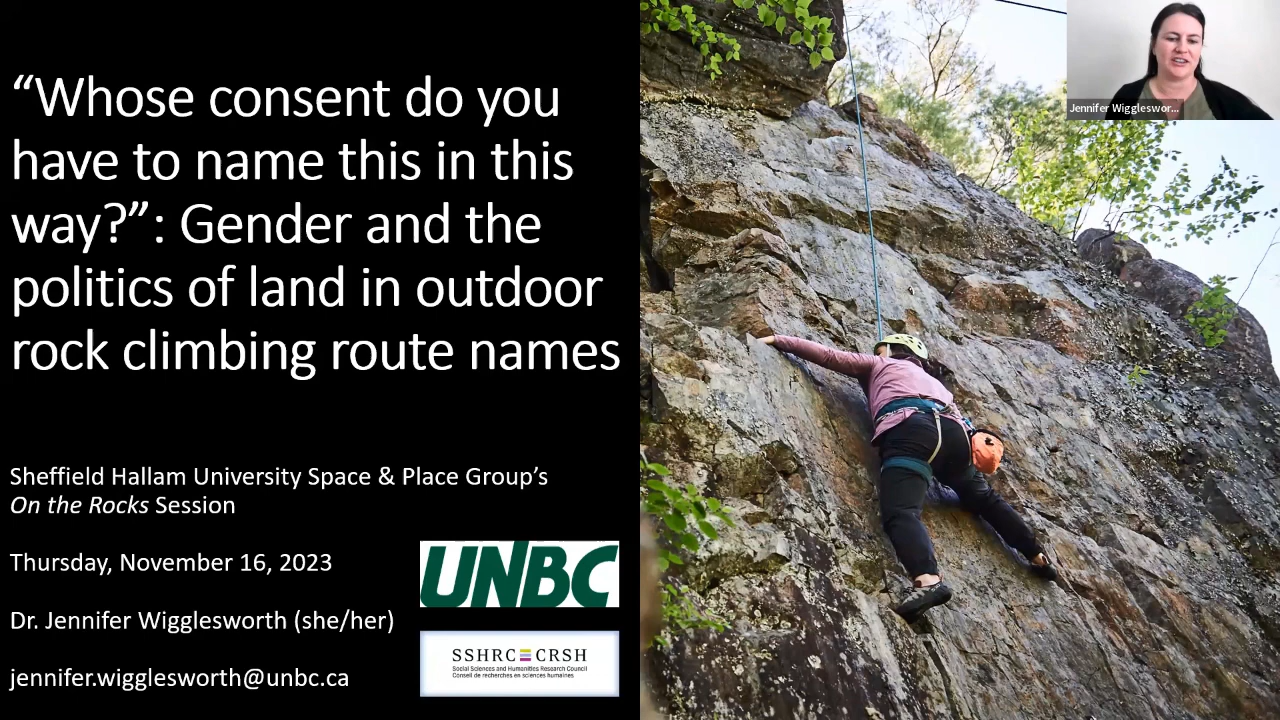 “Whose consent do you
have to name this in this
way?”: Gender and the
politics of land in outdoor
rock climbing route names
Sheffield Hallam University Space & Place Group’s
On the Rocks Session
Thursday, November 16, 2023
Dr. Jennifer Wigglesworth (she/her)
jennifer.wigglesworth@unbc.ca
UNBC
SSHRC CRSH
Social Sciences and Humanities Research Council
Conseil de recherches en sciences humaines
Jennifer Wiggleswor...